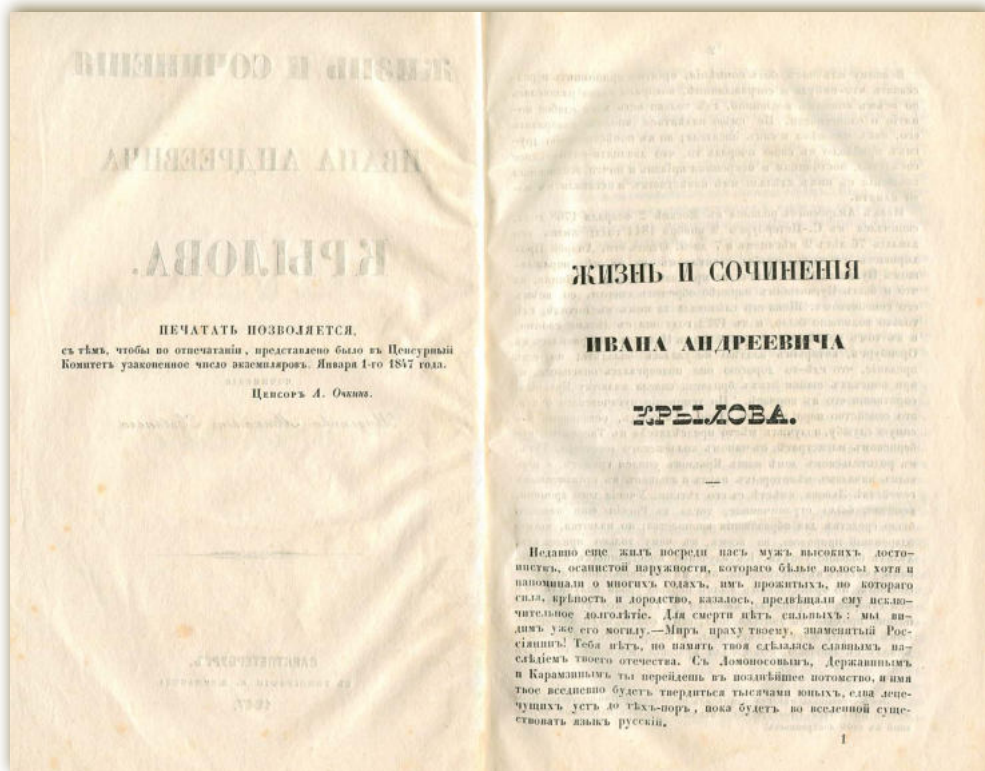 ПЕЧАТАТЬ ПОЗВОЛЯЕТСЯ,
съ тѣмъ, чтобы по отпечатаніи, представлено было въ Ценсурный
Комитетъ узаконенное число экземпляровъ. Января 1-го 1847 года.
Ценсоръ А. Очкинъ.
ЖИЗНЬ И СОЧИНЕНІЯ
ИВАНА АНДРЕЕВИЧА
КРЫЛОВА.
Недавно еще жилъ посреди насъ мужъ высокихъ досто-
инствъ, осанистой наружности, котораго бѣлые волосы хотя и
напоминали о многихъ годахъ, имъ прожитыхъ, но котораго
сила, крѣпость и дородство, казалось, предвѣщали ему исклю-
чительное долголѣтіе. Для смерти нѣтъ сильныхъ: мы ви-
димъ уже его могилу.—Миръ праху твоему, знаменитый Рос-
сіянинъ! Тебя нѣтъ, но память твоя сдѣлалась славнымъ на-
слѣдіемъ твоего отечества. Съ Ломоносовымъ, Державинымъ
и Карамзинымъ ты перейдешь въ позднѣйшее потомство, и имя
твое вседневно будетъ твердиться тысячами юныхъ, едва лепе-
чущихъ устъ до тѣхъ-поръ, пока будетъ во вселенной суще-
ствовать языкъ русскій.
1